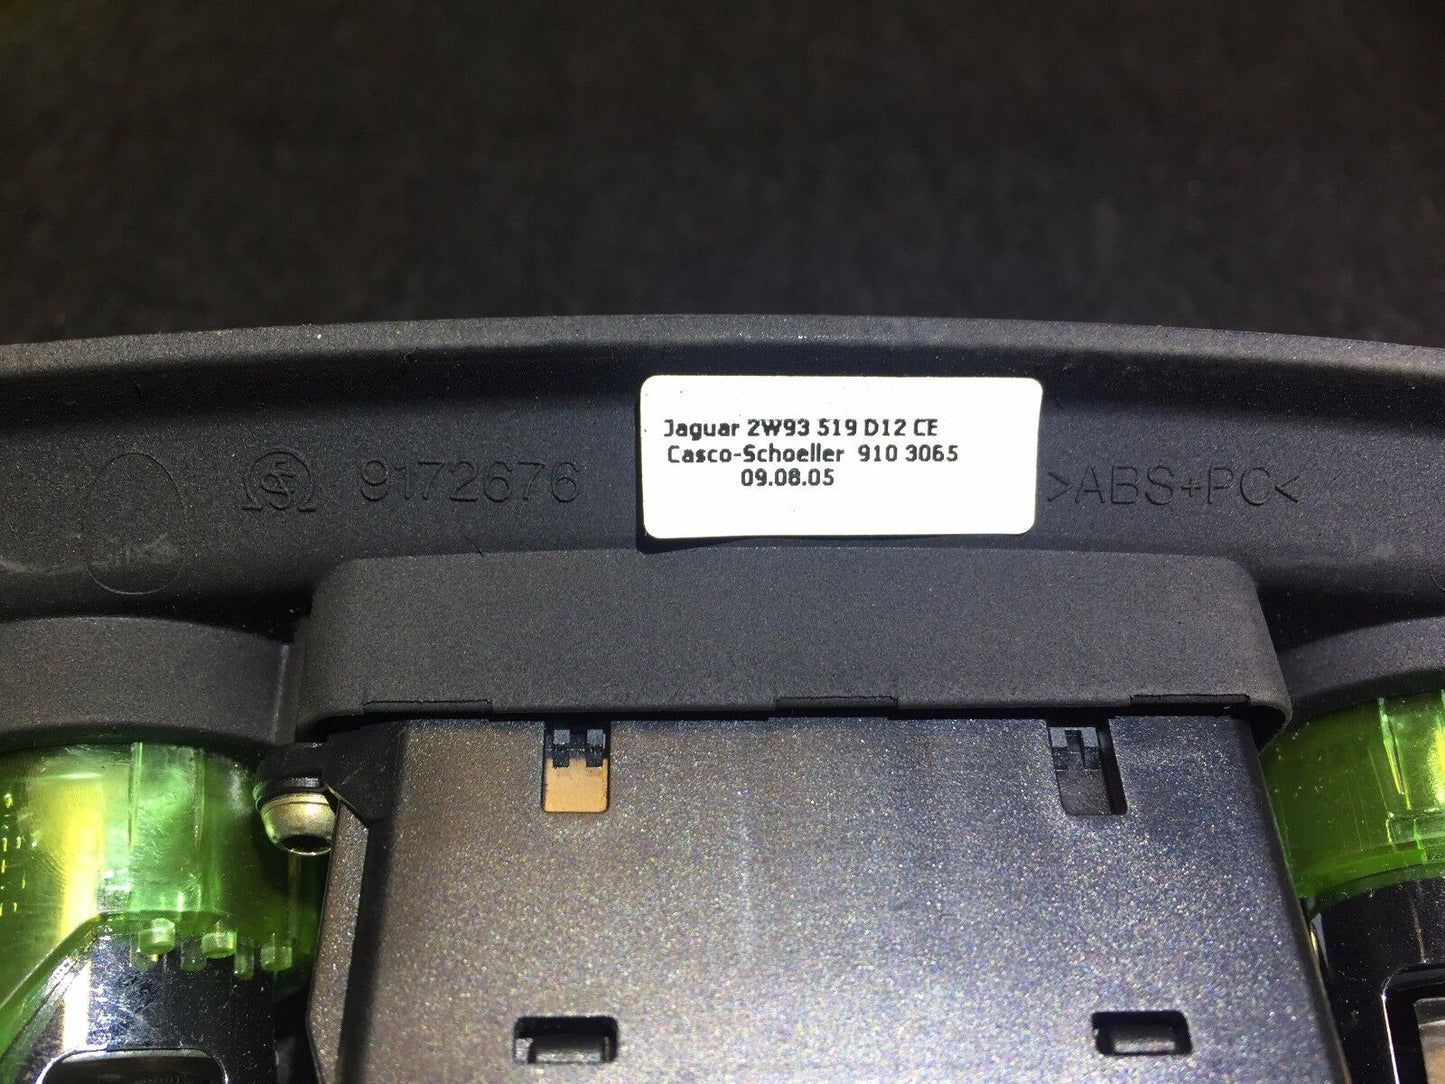 Jaguar 2W93 519 D12 CE
Casco-Schoeller 910 3065
09.08.05
9172676
>ABS+PC<